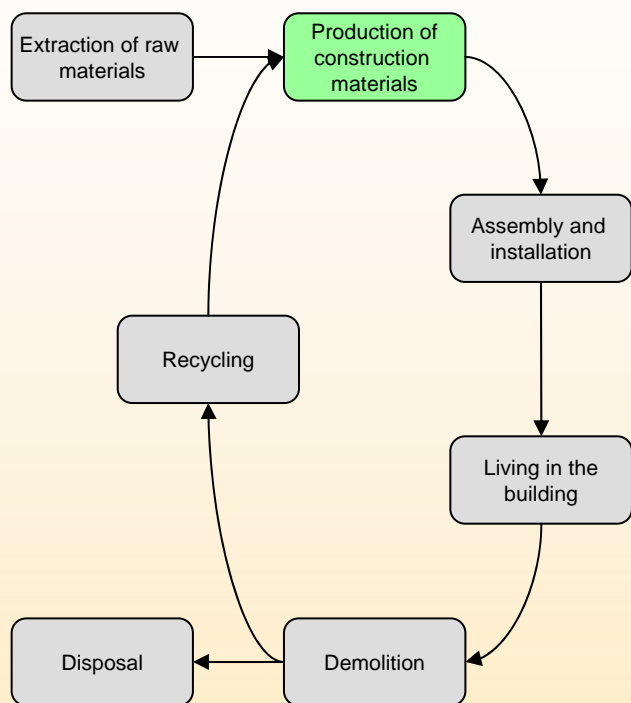 Extraction of raw
materials
Production of
construction
materials
Assembly and
installation
Recycling
Living in the
building
Disposal
Demolition